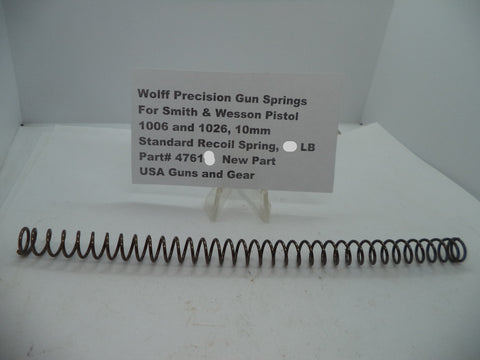 Wolff Precision Gun Springs
For Smith & Wesson Pistol
1006 and 1026, 10mm
Standard Recoil Spring, LB
Part# 4761 New Part
USA Guns and Gear